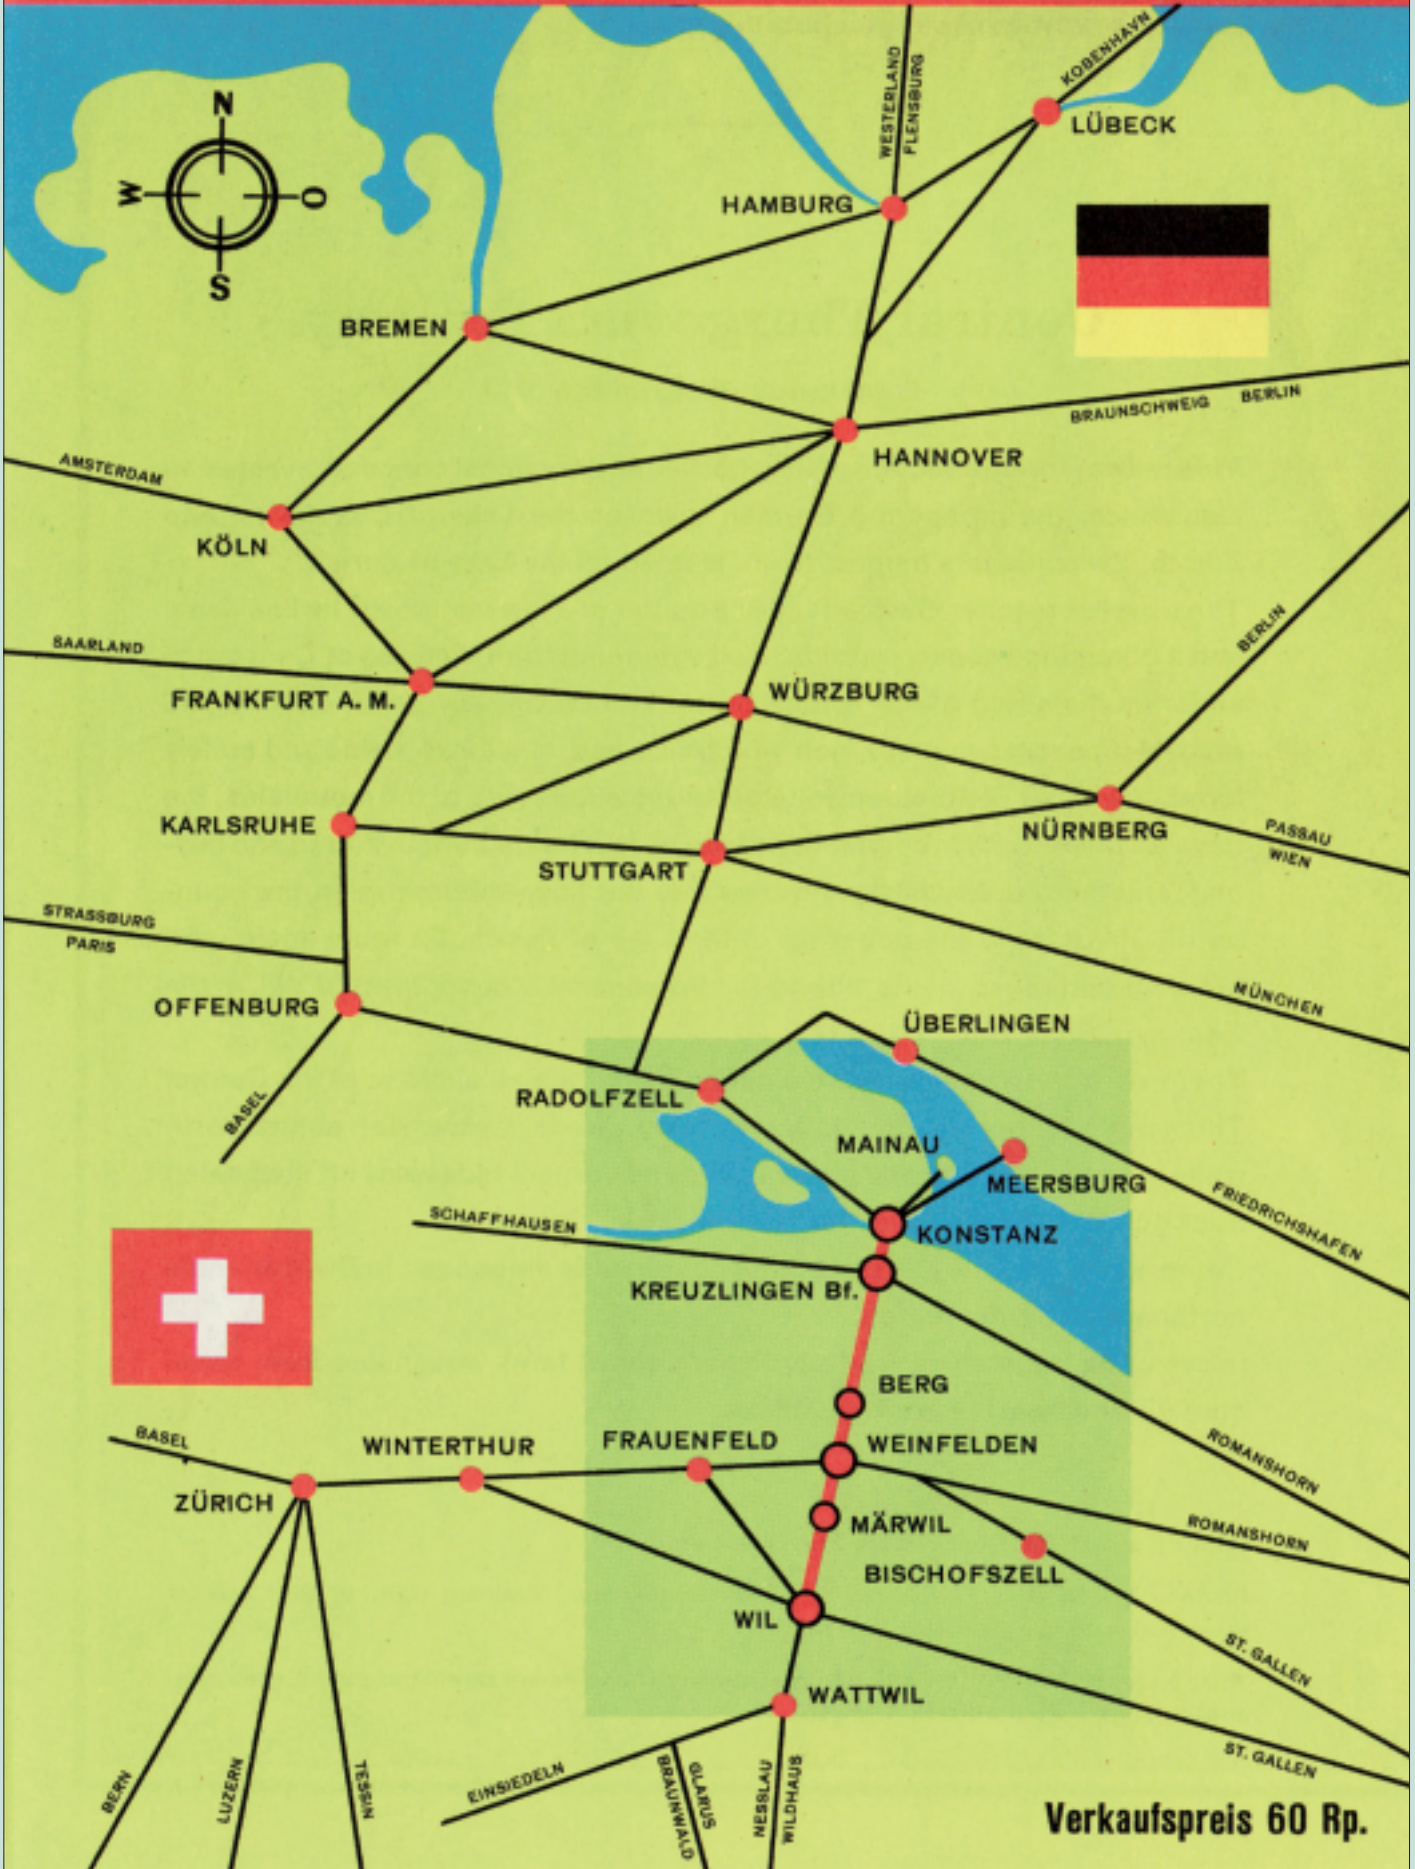 N
W
O
S
WESTERLAND
FLENSBURG
KOBENHAVN
LÜBECK
HAMBURG
BREMEN
BRAUNSCHWEIG
BERLIN
HANNOVER
AMSTERDAM
KÖLN
BERLIN
SAARLAND
FRANKFURT A. M.
WÜRZBURG
KARLSRUHE
STUTTGART
NÜRNBERG
PASSAU
WIEN
STRASSBURG
PARIS
OFFENBURG
MÜNCHEN
ÜBERLINGEN
BASEL
RADOLFZELL
MAINAU
MEERSBURG
FRIEDRICHSHAFEN
SCHAFFHAUSEN
KONSTANZ
KREUZLINGEN Bf.
BERG
BASEL
WINTERTHUR
FRAUENFELD
WEINFELDEN
ROMANSHORN
ZÜRICH
MÄRWIL
ROMANSHORN
BISCHOFSZELL
WIL
ST. GALLEN
WATTWIL
ST. GALLEN
BERN
LUZERN
TESSIN
EINSIEDELN
GLARUS
BRAUNWALD
NESSLAU
WILDHAUS
Verkaufspreis 60 Rp.